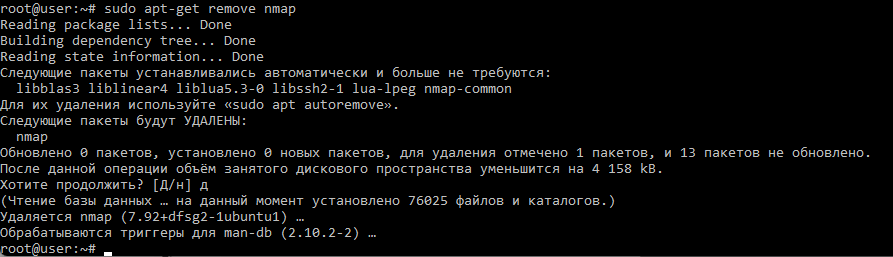 root@user:~# sudo apt-get remove nmap
Reading package lists... Done
Building dependency tree... Done
Reading state information... Done
Следующие пакеты устанавливались автоматически и больше не требуются:
  libblas3 liblinear4 liblua5.3-0 libssh2-1 lua-lpeg nmap-common
Для их удаления используйте «sudo apt autoremove».
Следующие пакеты будут УДАЛЕНЫ:
  nmap
Обновлено 0 пакетов, установлено 0 новых пакетов, для удаления отмечено 1 пакетов, и 13 пакетов не обновлено.
После данной операции объём занятого дискового пространства уменьшится на 4 158 kB.
Хотите продолжить? [Д/н] д
(Чтение базы данных … на данный момент установлено 76025 файлов и каталогов.)
Удаляется nmap (7.92+dfsg2-1ubuntu1) …
Обрабатываются триггеры для man-db (2.10.2-2) …
root@user:~#